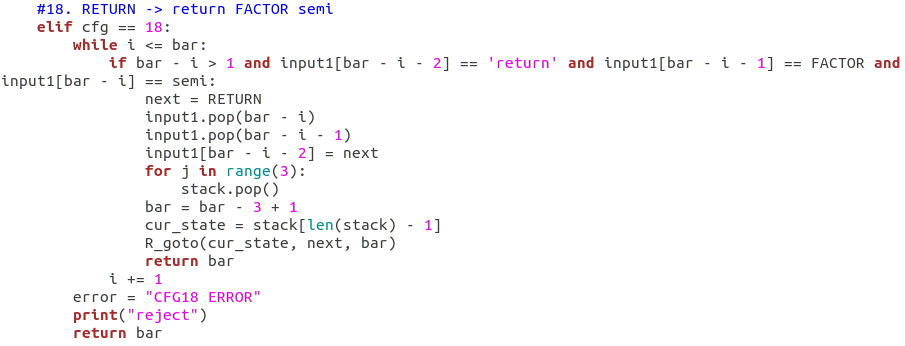 #18. RETURN -> return FACTOR semi
    elif cfg == 18:
        while i <= bar:
            if bar - i > 1 and input1[bar - i - 2] == 'return' and input1[bar - i - 1] == FACTOR and
input1[bar - i] == semi:
                next = RETURN
                input1.pop(bar - i)
                input1.pop(bar - i - 1)
                input1[bar - i - 2] = next
                for j in range(3):
                    stack.pop()
                bar = bar - 3 + 1
                cur_state = stack[len(stack) - 1]
                R_goto(cur_state, next, bar)
                return bar
            i += 1
        error = "CFG18 ERROR"
        print("reject")
        return bar